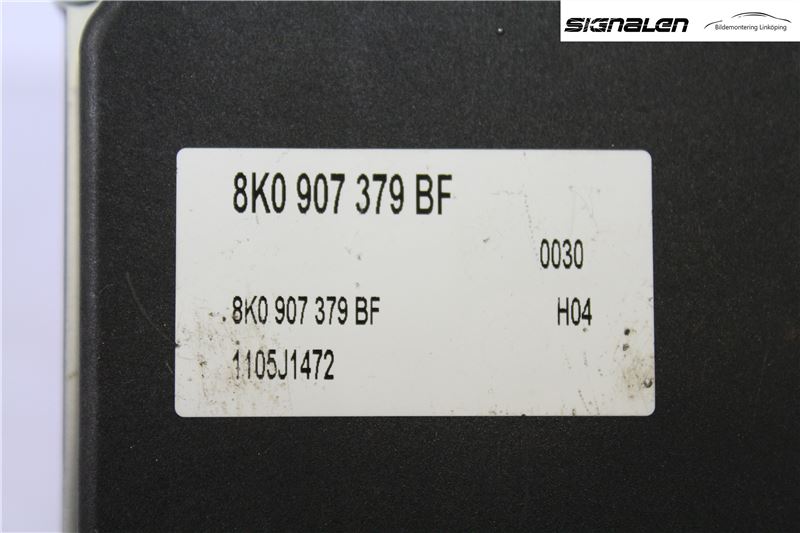 SIGNALEN
Bildemontering Linköping
8K0 907 379 BF
0030
8K0 907 379 BF H04
1105J1472